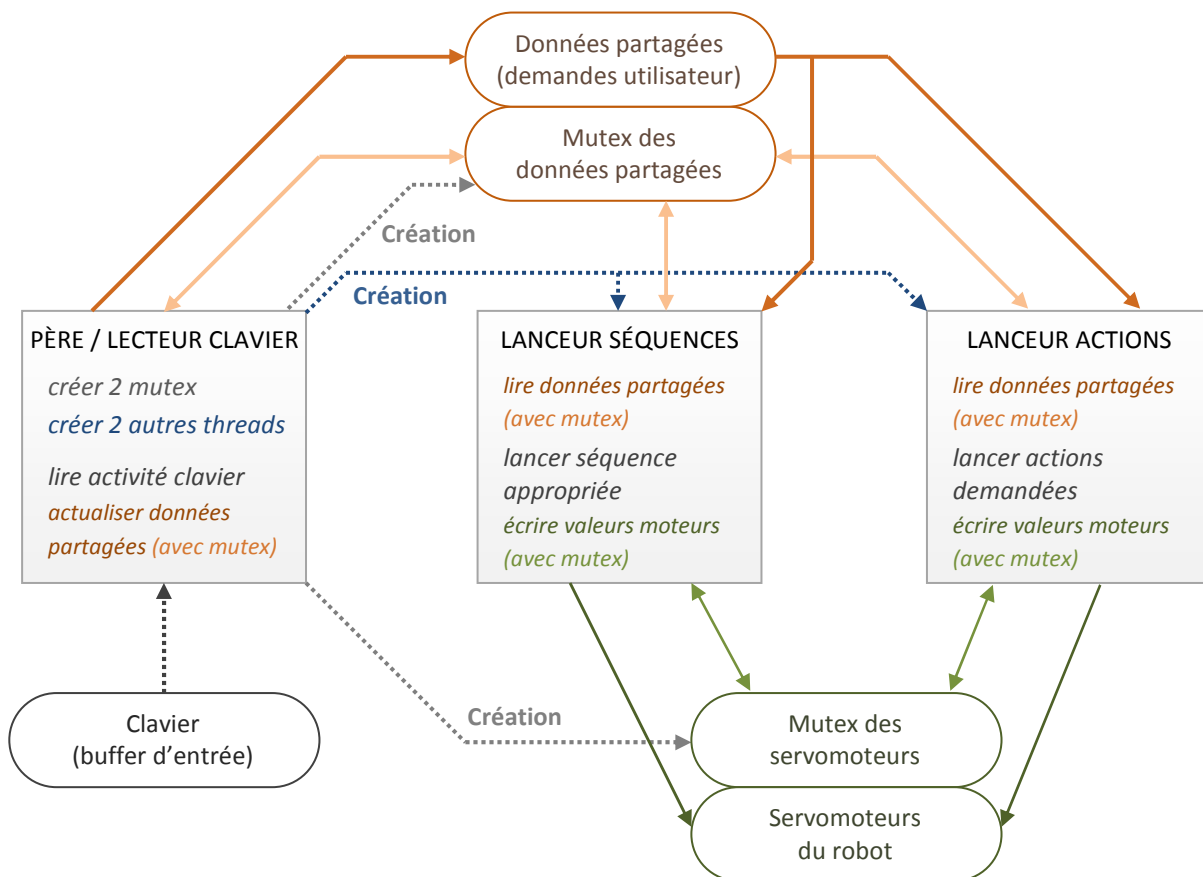 Données partagées
(demandes utilisateur)
Mutex des
données partagées
Création
Création
PÈRE / LECTEUR CLAVIER
créer 2 mutex
créer 2 autres threads
lire activité clavier
actualiser données
partagées (avec mutex)
LANCEUR SÉQUENCES
lire données partagées
(avec mutex)
lancer séquence
appropriée
écrire valeurs moteurs
(avec mutex)
LANCEUR ACTIONS
lire données partagées
(avec mutex)
lancer actions
demandées
écrire valeurs moteurs
(avec mutex)
Clavier
(buffer d'entrée)
Création
Mutex des
servomoteurs
Servomoteurs
du robot